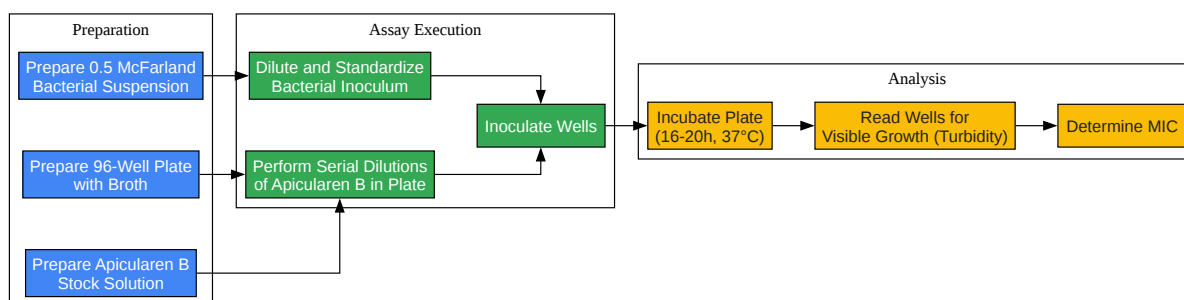 Preparation
Prepare 0.5 McFarland
Bacterial Suspension
Prepare 96-Well Plate
with Broth
Prepare Apicularen B
Stock Solution
Assay Execution
Dilute and Standardize
Bacterial Inoculum
Perform Serial Dilutions
of Apicularen B in Plate
Inoculate Wells
Analysis
Incubate Plate
(16-20h, 37°C)
Read Wells for
Visible Growth (Turbidity)
Determine MIC